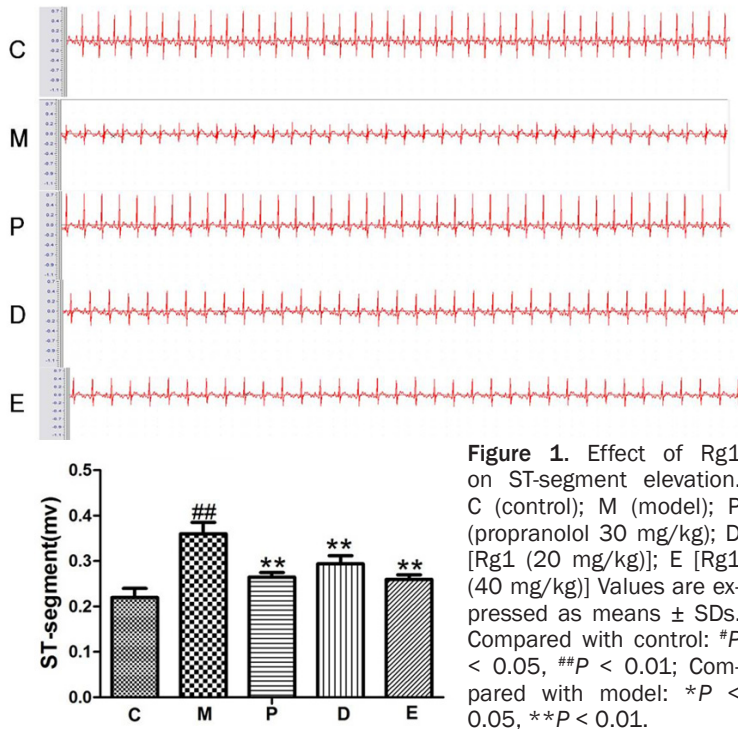 C
M
P
D
E
0.5
0.4
0.3
0.2
0.1
0.0
ST-segment(mv)
##
**
**
**
C M P D E
Figure 1. Effect of Rg1
on ST-segment elevation.
C (control); M (model); P
(propranolol 30 mg/kg); D
[Rg1 (20 mg/kg)]; E [Rg1
(40 mg/kg)] Values are ex-
pressed as means ± SDs.
Compared with control: #P
< 0.05, ##P < 0.01; Com-
pared with model: *P <
0.05, **P < 0.01.